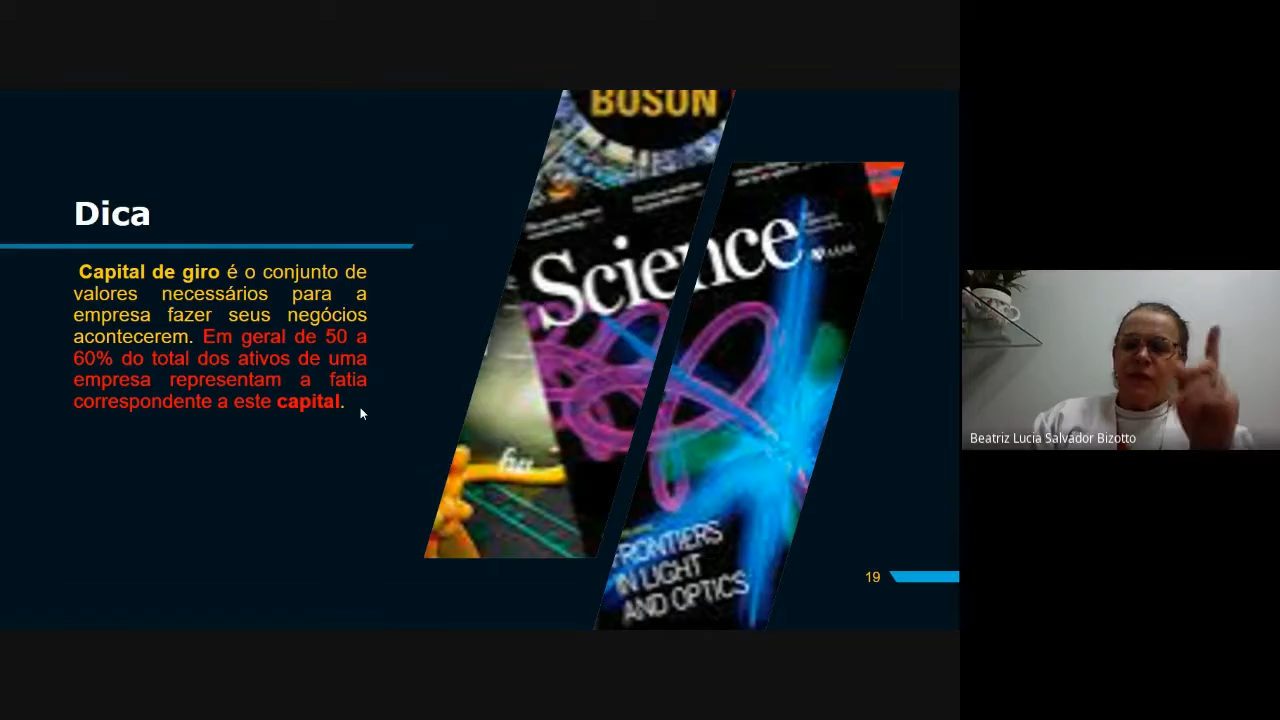 BOSON
Dica
Science
Capital de giro é o conjunto de
valores necessários para a
empresa fazer seus negócios
acontecerem. Em geral de 50 a
60% do total dos ativos de uma
empresa representam a fatia
correspondente a este capital.
FRONTIERS
IN LIGHT
AND OPTICS
19
Beatriz Lucia Salvador Bizotto